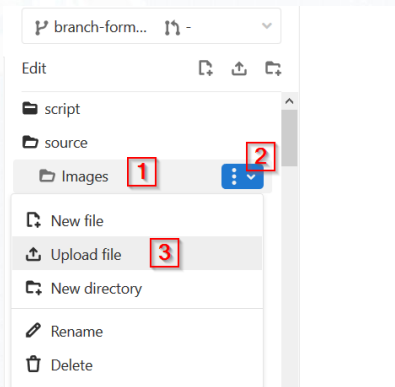 branch-form... -
Edit
script
source
Images 1 2
New file
Upload file 3
New directory
Rename
Delete